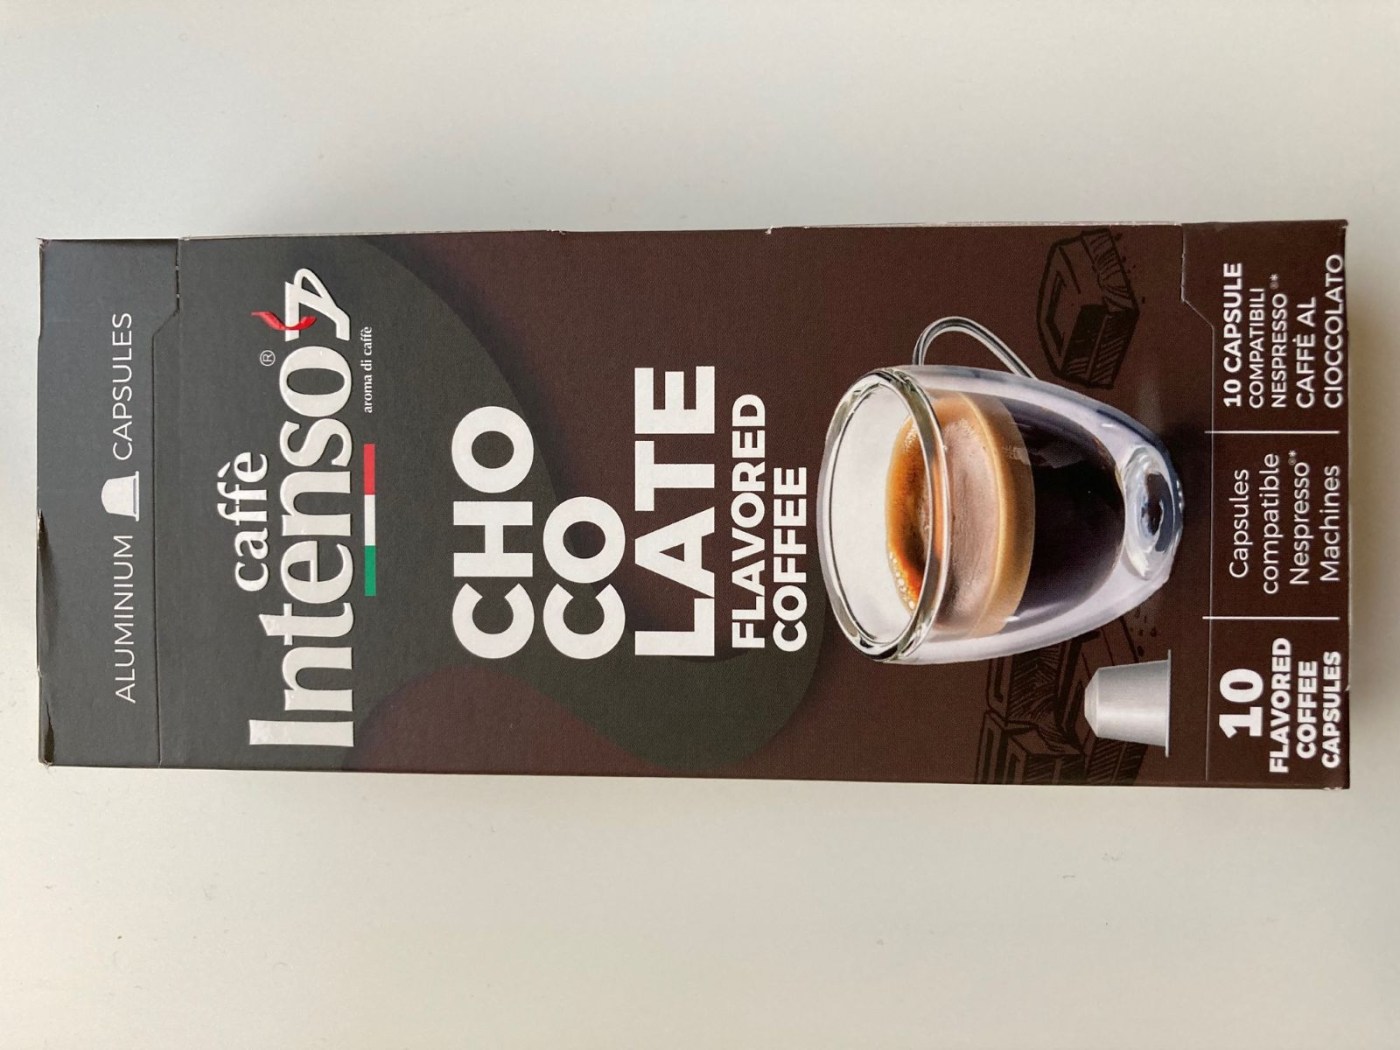 ALUMINIUM CAPSULES
caffè
Intenso ®
aroma di caffè
CHO
CO
LATE
FLAVORED
COFFEE
10
FLAVORED
COFFEE
CAPSULES
Capsules
compatible
Nespresso®*
Machines
10 CAPSULE
COMPATIBILI
NESPRESSO®*
CAFFÈ AL
CIOCCOLATO